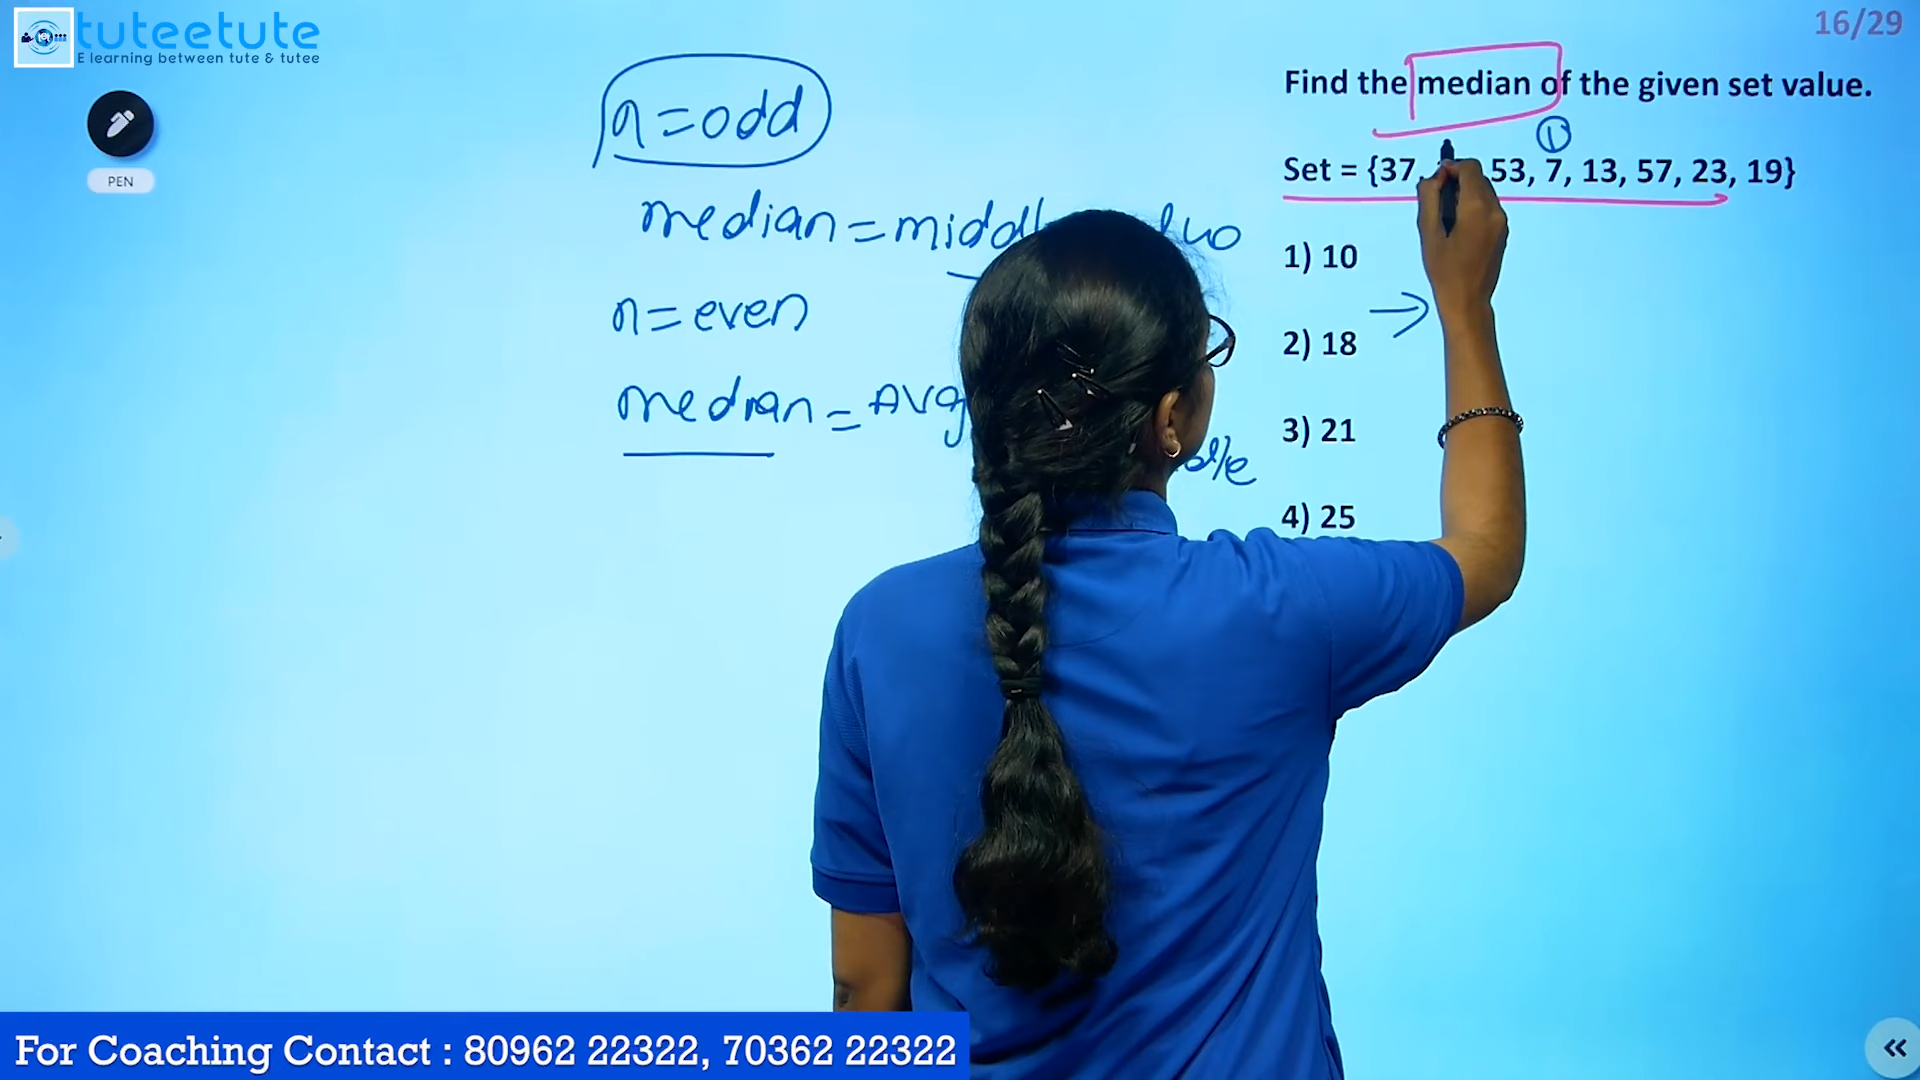 tuteetute
E learning between tute & tutee
16/29
PEN
n = odd
median = middl
n = even
median = Avg
Find the median of the given set value.
①
Set = {37, 53, 7, 13, 57, 23, 19}
1) 10
2) 18
3) 21
4) 25
For Coaching Contact : 80962 22322, 70362 22322